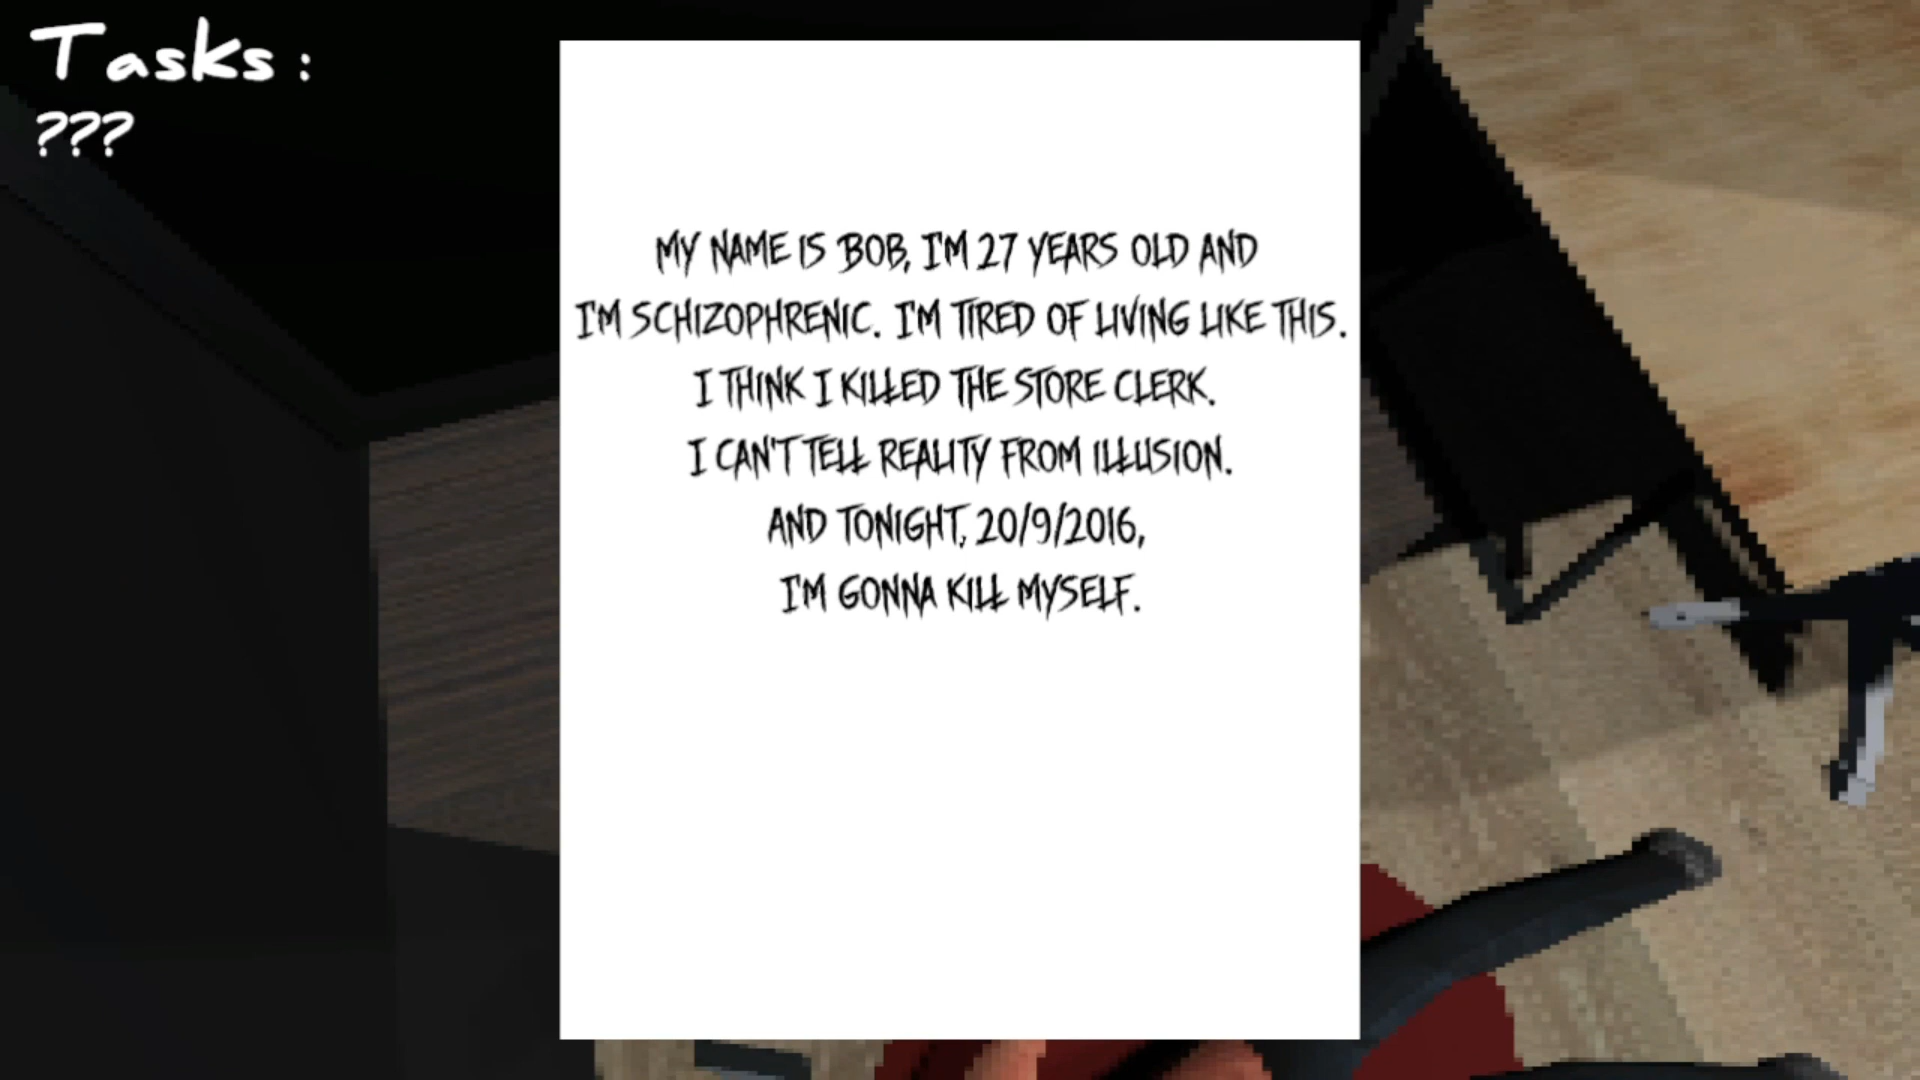 Tasks :
???
MY NAME IS BOB, I'M 27 YEARS OLD AND
I'M SCHIZOPHRENIC. I'M TIRED OF LIVING LIKE THIS.
I THINK I KILLED THE STORE CLERK.
I CAN'T TELL REALITY FROM ILLUSION.
AND TONIGHT, 20/9/2016,
I'M GONNA KILL MYSELF.